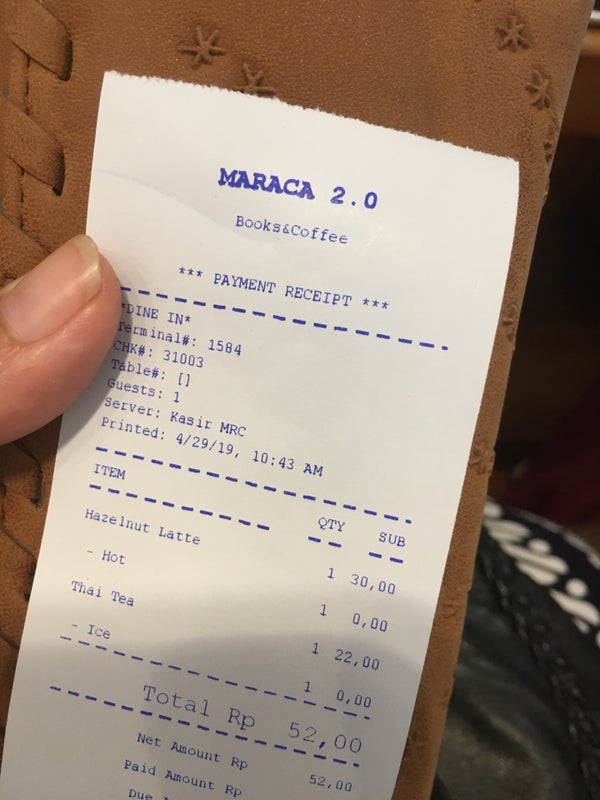 MARACA 2.0
Books&Coffee
*** PAYMENT RECEIPT ***
*DINE IN*
Terminal#: 1584
CHK#: 31003
Table#: []
Guests: 1
Server: Kasir MRC
Printed: 4/29/19, 10:43 AM
ITEM QTY SUB
Hazelnut Latte 1 30,00
- Hot 1 0,00
Thai Tea 1 22,00
- Ice 1 0,00
Total Rp 52,00
Net Amount Rp 52,00
Paid Amount Rp
Due